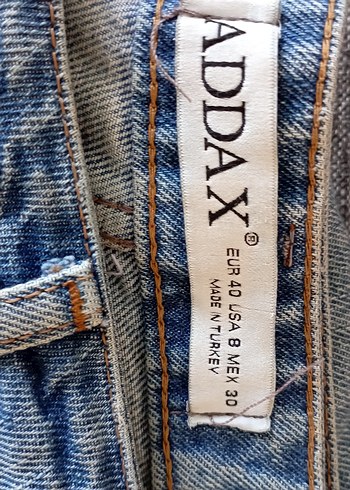 ADDAX®
EUR 40 USA 8 MEX 30
MADE IN TURKEY